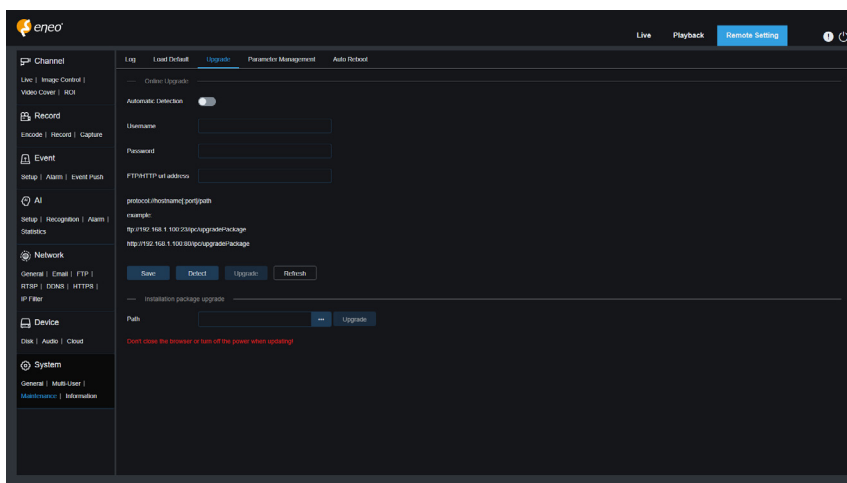 eneo
Live Playback Remote Setting
Channel
Live | Image Control |
Video Cover | ROI
Record
Encode | Record | Capture
Event
Setup | Alarm | Event Push
AI
Setup | Recognition | Alarm |
Statistics
Network
General | Email | FTP |
RTSP | DDNS | HTTPS |
IP Filter
Device
Disk | Audio | Cloud
System
General | Multi-User |
Maintenance | Information
Log Load Default Upgrade Parameter Management Auto Reboot
Online Upgrade
Automatic Detection
Username
Password
FTP/HTTP url address
protocol://hostname[:port]/path
example:
ftp://192.168.1.100:23/ipc/upgradePackage
http://192.168.1.100:80/ipc/upgradePackage
Save Detect Upgrade Refresh
Installation package upgrade
Path ... Upgrade
Don't close the browser or turn off the power when updating!